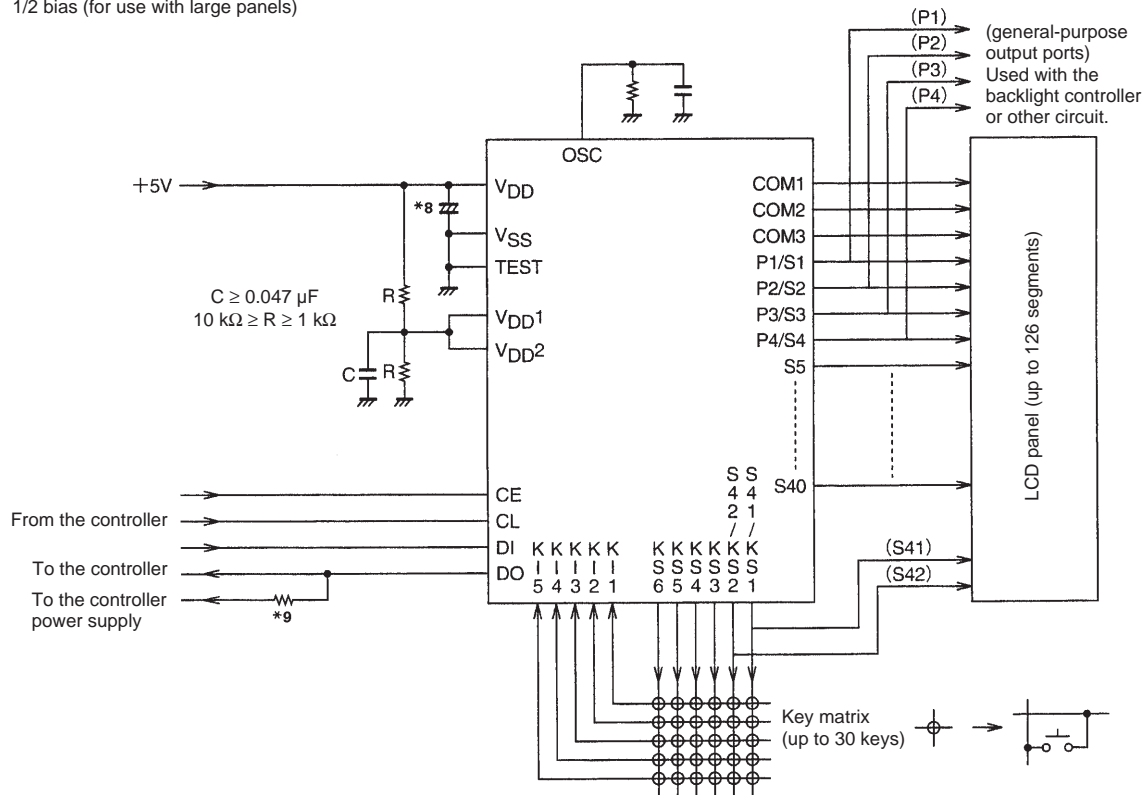 1/2 bias (for use with large panels)
(P1)
(P2)
(P3)
(P4)
(general-purpose
output ports)
Used with the
backlight controller
or other circuit.
OSC
+5V
VDD
*8
VSS
TEST
C ≥ 0.047 μF
10 kΩ ≥ R ≥ 1 kΩ
R
VDD1
VDD2
C
R
COM1
COM2
COM3
P1/S1
P2/S2
P3/S3
P4/S4
S5
S40
LCD panel (up to 126 segments)
CE
From the controller
CL
DI
To the controller
DO
To the controller
power supply
*9
KI5
KI4
KI3
KI2
KI1
KS6
KS5
KS4
KS3
S42/KS2
S41/KS1
(S41)
(S42)
Key matrix
(up to 30 keys)